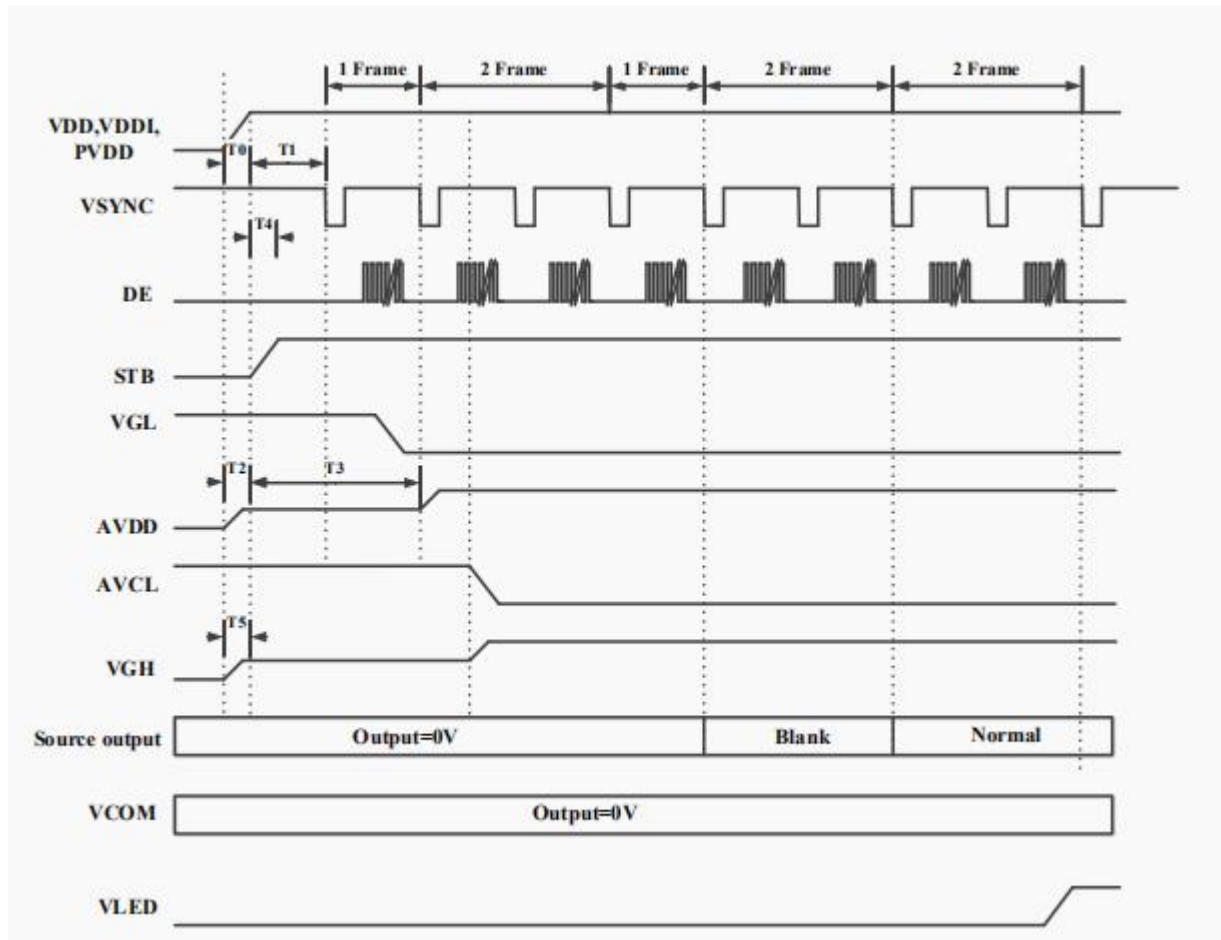 1 Frame 2 Frame 1 Frame 2 Frame 2 Frame
VDD,VDDI,
PVDD
T0 T1
VSYNC
T4
DE
STB
VGL
T2 T3
AVDD
AVCL
T5
VGH
Source output Output=0V Blank Normal
VCOM Output=0V
VLED